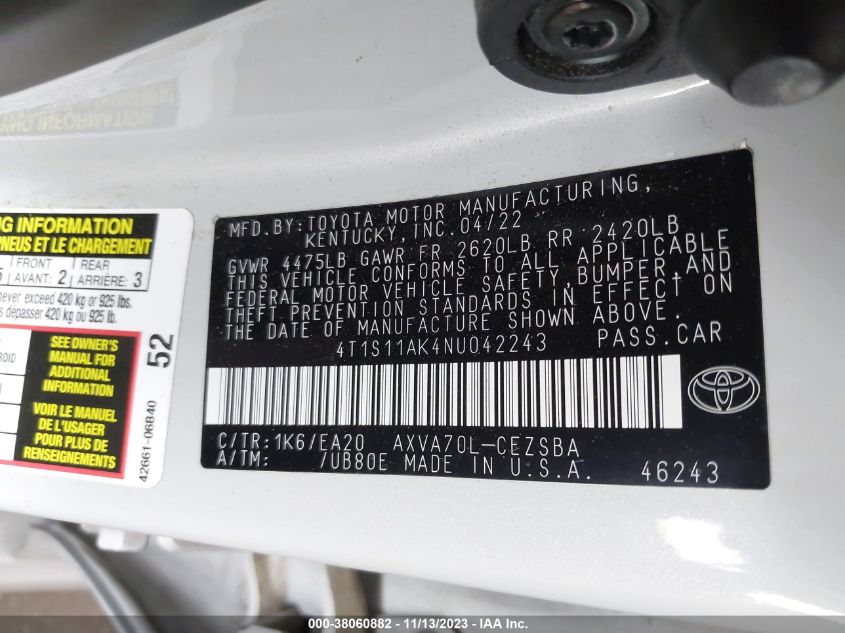 MFD. BY: TOYOTA MOTOR MANUFACTURING,
KENTUCKY, INC. 04/22
GVWR 4475LB GAWR FR 2620LB RR 2420LB
THIS VEHICLE CONFORMS TO ALL APPLICABLE
FEDERAL MOTOR VEHICLE SAFETY, BUMPER, AND
THEFT PREVENTION STANDARDS IN EFFECT ON
THE DATE OF MANUFACTURE SHOWN ABOVE.
4T1S11AK4NU042243 PASS.CAR
C/TR: 1K6/EA20 AXVA70L-CEZSBA
A/TM: /UB80E MADE IN U.S.A.
46243
NG INFORMATION
PNEUS ET LE CHARGEMENT
FRONT REAR
AVANT: 2 ARRIÈRE: 3
never exceed 420 kg or 925 lbs.
dépasser 420 kg ou 925 lb.
SEE OWNER'S
MANUAL FOR
ADDITIONAL
INFORMATION
VOIR LE MANUEL
DE L'USAGER
POUR PLUS DE
RENSEIGNEMENTS
52
42661-06B40
ING INFORMATION
000-38060882 - 11/13/2023 - IAA Inc.